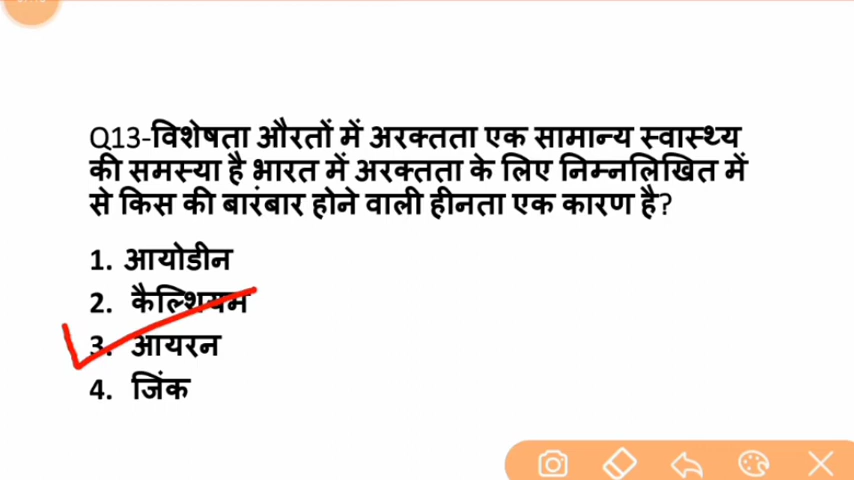 Q13-विशेषता औरतों में अरक्तता एक सामान्य स्वास्थ्य
की समस्या है भारत में अरक्तता के लिए निम्नलिखित में
से किस की बारंबार होने वाली हीनता एक कारण है?
1. आयोडीन
2. कैल्शियम
3. आयरन
4. जिंक